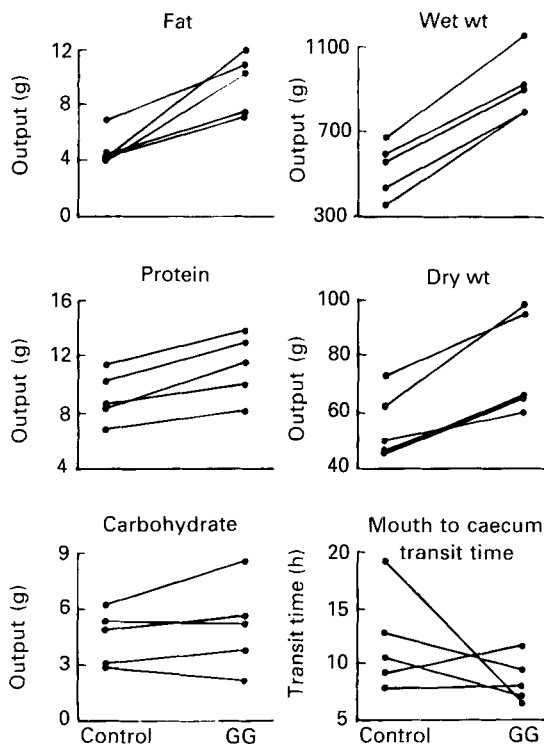 Fat
12
8
4
0
Output (g)
Wet wt
1100
700
300
Output (g)
Protein
16
12
8
4
Output (g)
Dry wt
100
80
60
40
Output (g)
Carbohydrate
9
6
3
0
Output (g)
Control GG
Mouth to caecum
transit time
20
15
10
5
Transit time (h)
Control GG